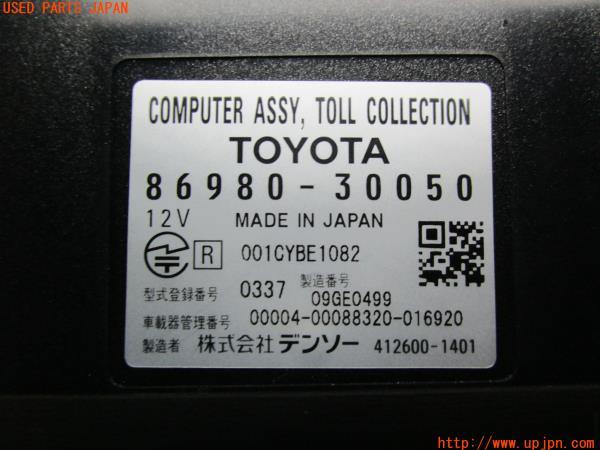 USED PARTS JAPAN
COMPUTER ASSY, TOLL COLLECTION
TOYOTA
86980-30050
12V MADE IN JAPAN
R 001CYBE1082
型式登録番号 0337 製造番号 09GE0499
車載器管理番号 00004-00088320-016920
製造者 株式会社 デンソー 412600-1401
http://www.upjpn.com/